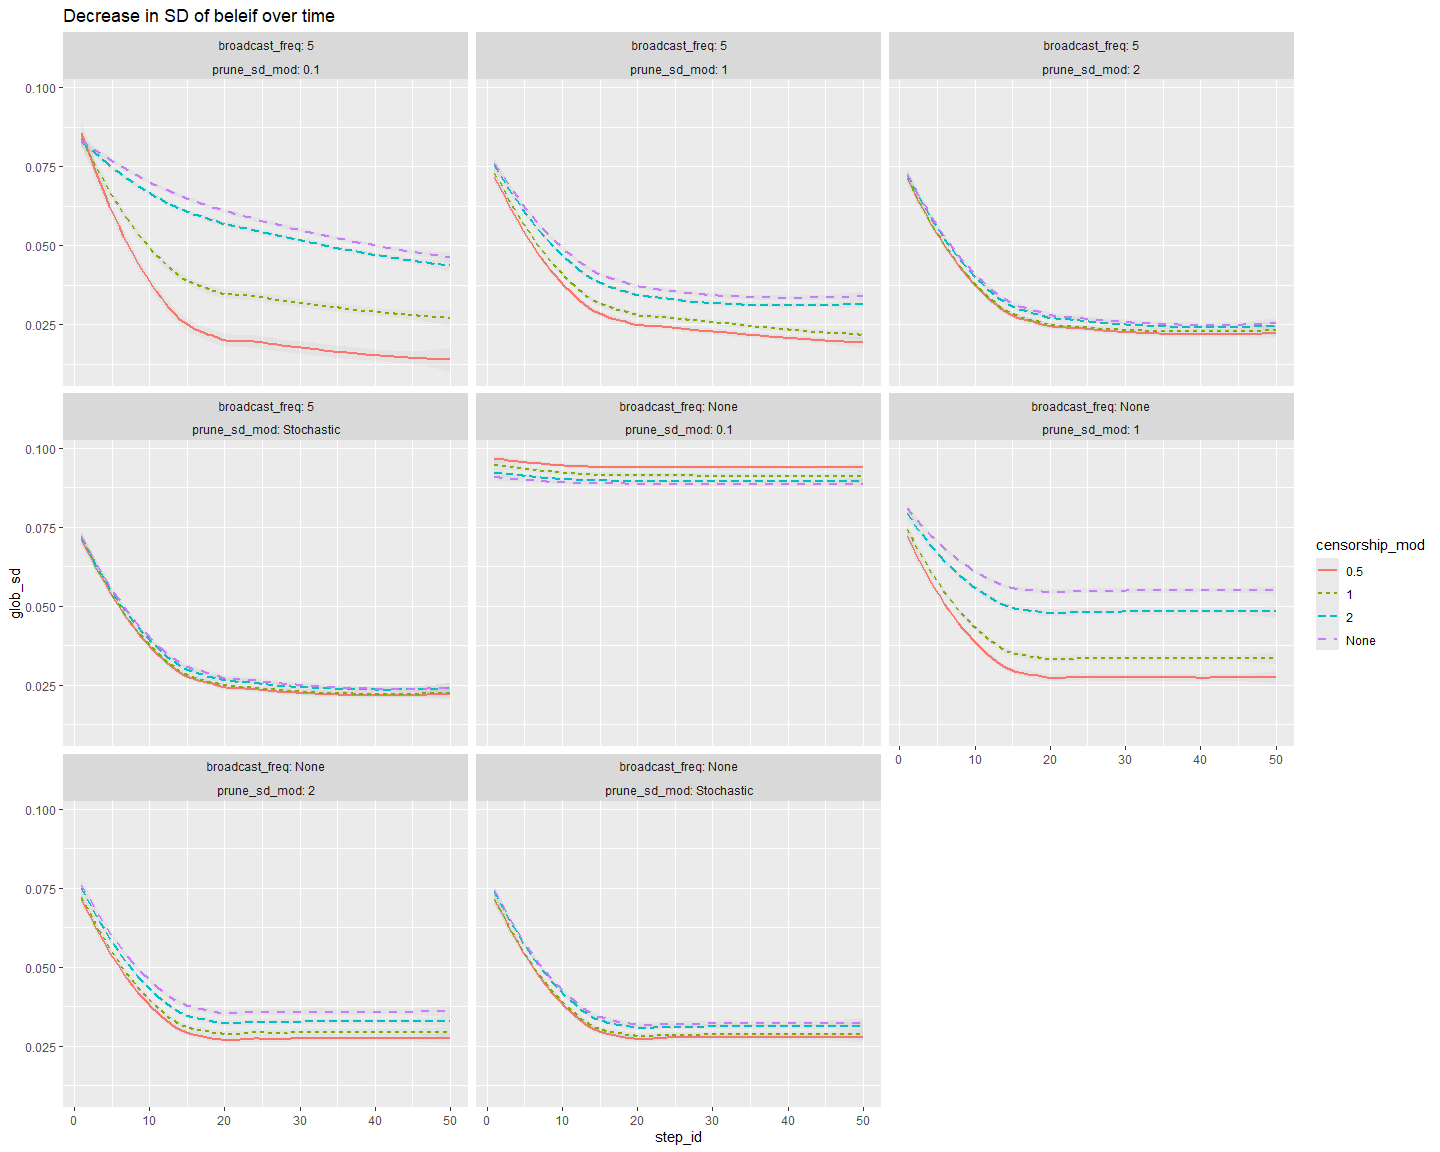 Decrease in SD of beleif over time
broadcast_freq: 5
prune_sd_mod: 0.1
broadcast_freq: 5
prune_sd_mod: 1
broadcast_freq: 5
prune_sd_mod: 2
0.100
0.075
0.050
0.025
broadcast_freq: 5
prune_sd_mod: Stochastic
broadcast_freq: None
prune_sd_mod: 0.1
broadcast_freq: None
prune_sd_mod: 1
0.100
0.075
0.050
0.025
glob_sd
0 10 20 30 40 50
broadcast_freq: None
prune_sd_mod: 2
broadcast_freq: None
prune_sd_mod: Stochastic
0.100
0.075
0.050
0.025
0 10 20 30 40 50
0 10 20 30 40 50
step_id
censorship_mod
0.5
1
2
None